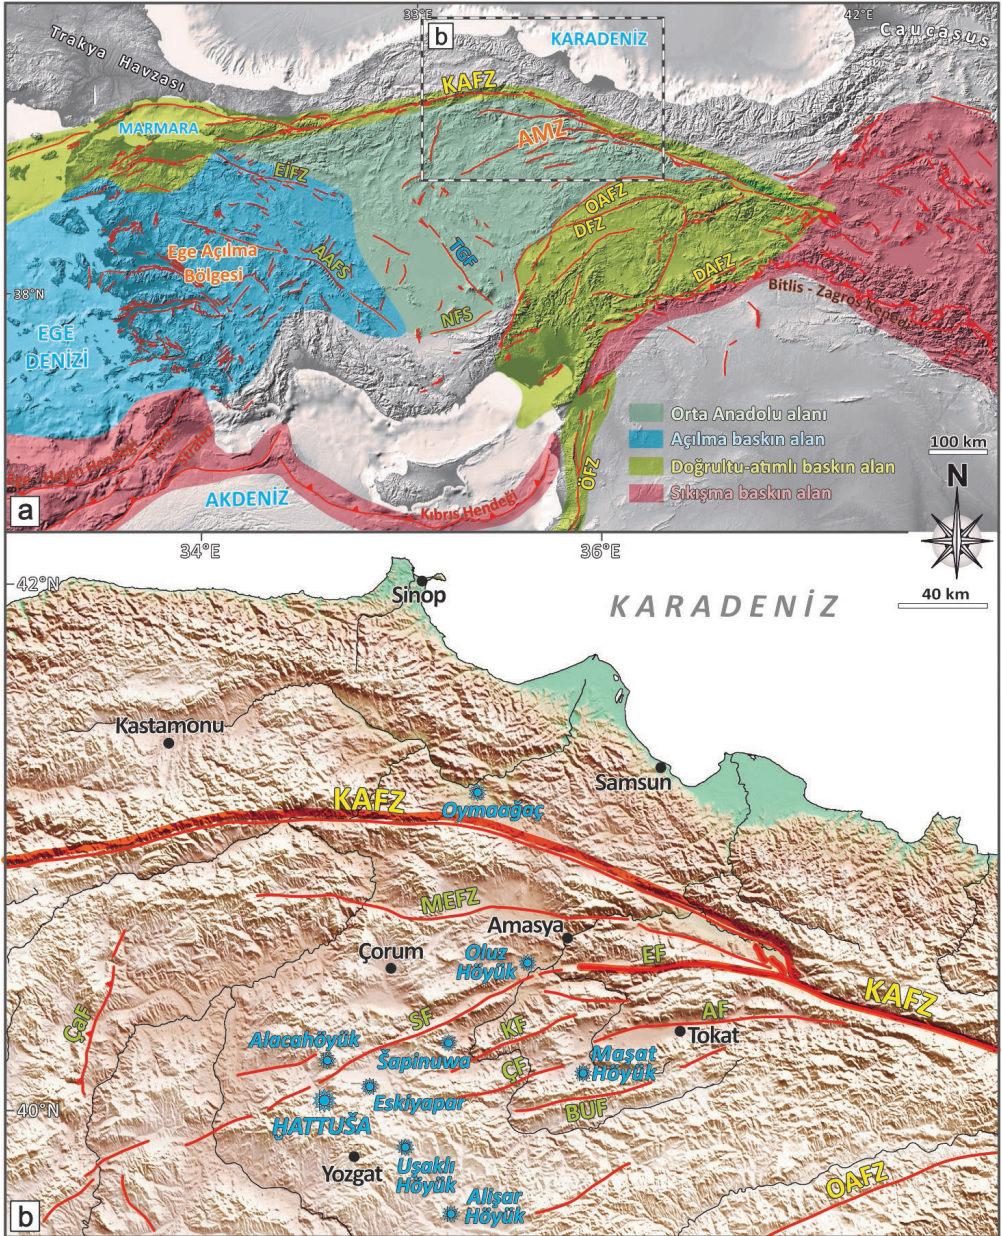 33°E
42°E
b
KARADENİZ
Caucasus
Trakya Havzası
KAFZ
MARMARA
AMZ
EİFZ
OAFZ
DFZ
Ege Açılma
Bölgesi
AAFS
TGF
DAFZ
Bitlis - Zagros Kepedi
38°N
NFS
EGE
DENİZİ
Orta Anadolu alanı
Açılma baskın alan
Doğrultu-atımlı baskın alan
Sıkışma baskın alan
100 km
N
ÖFZ
AKDENİZ
Kıbrıs Hendeği
a
34°E
36°E
42°N
Sinop
KARADENİZ
40 km
Kastamonu
Samsun
KAFZ
Oymaağaç
MEFZ
Amasya
Çorum
Oluz
Höyük
EF
KAFZ
ÇaF
SF
KF
AF
Tokat
Alacahöyük
Šapinuwa
ÇF
Maşat
Höyük
Eskiyapar
40°N
HATTUŠA
BUF
Yozgat
Uşaklı
Höyük
OAFZ
Alişar
Höyük
b